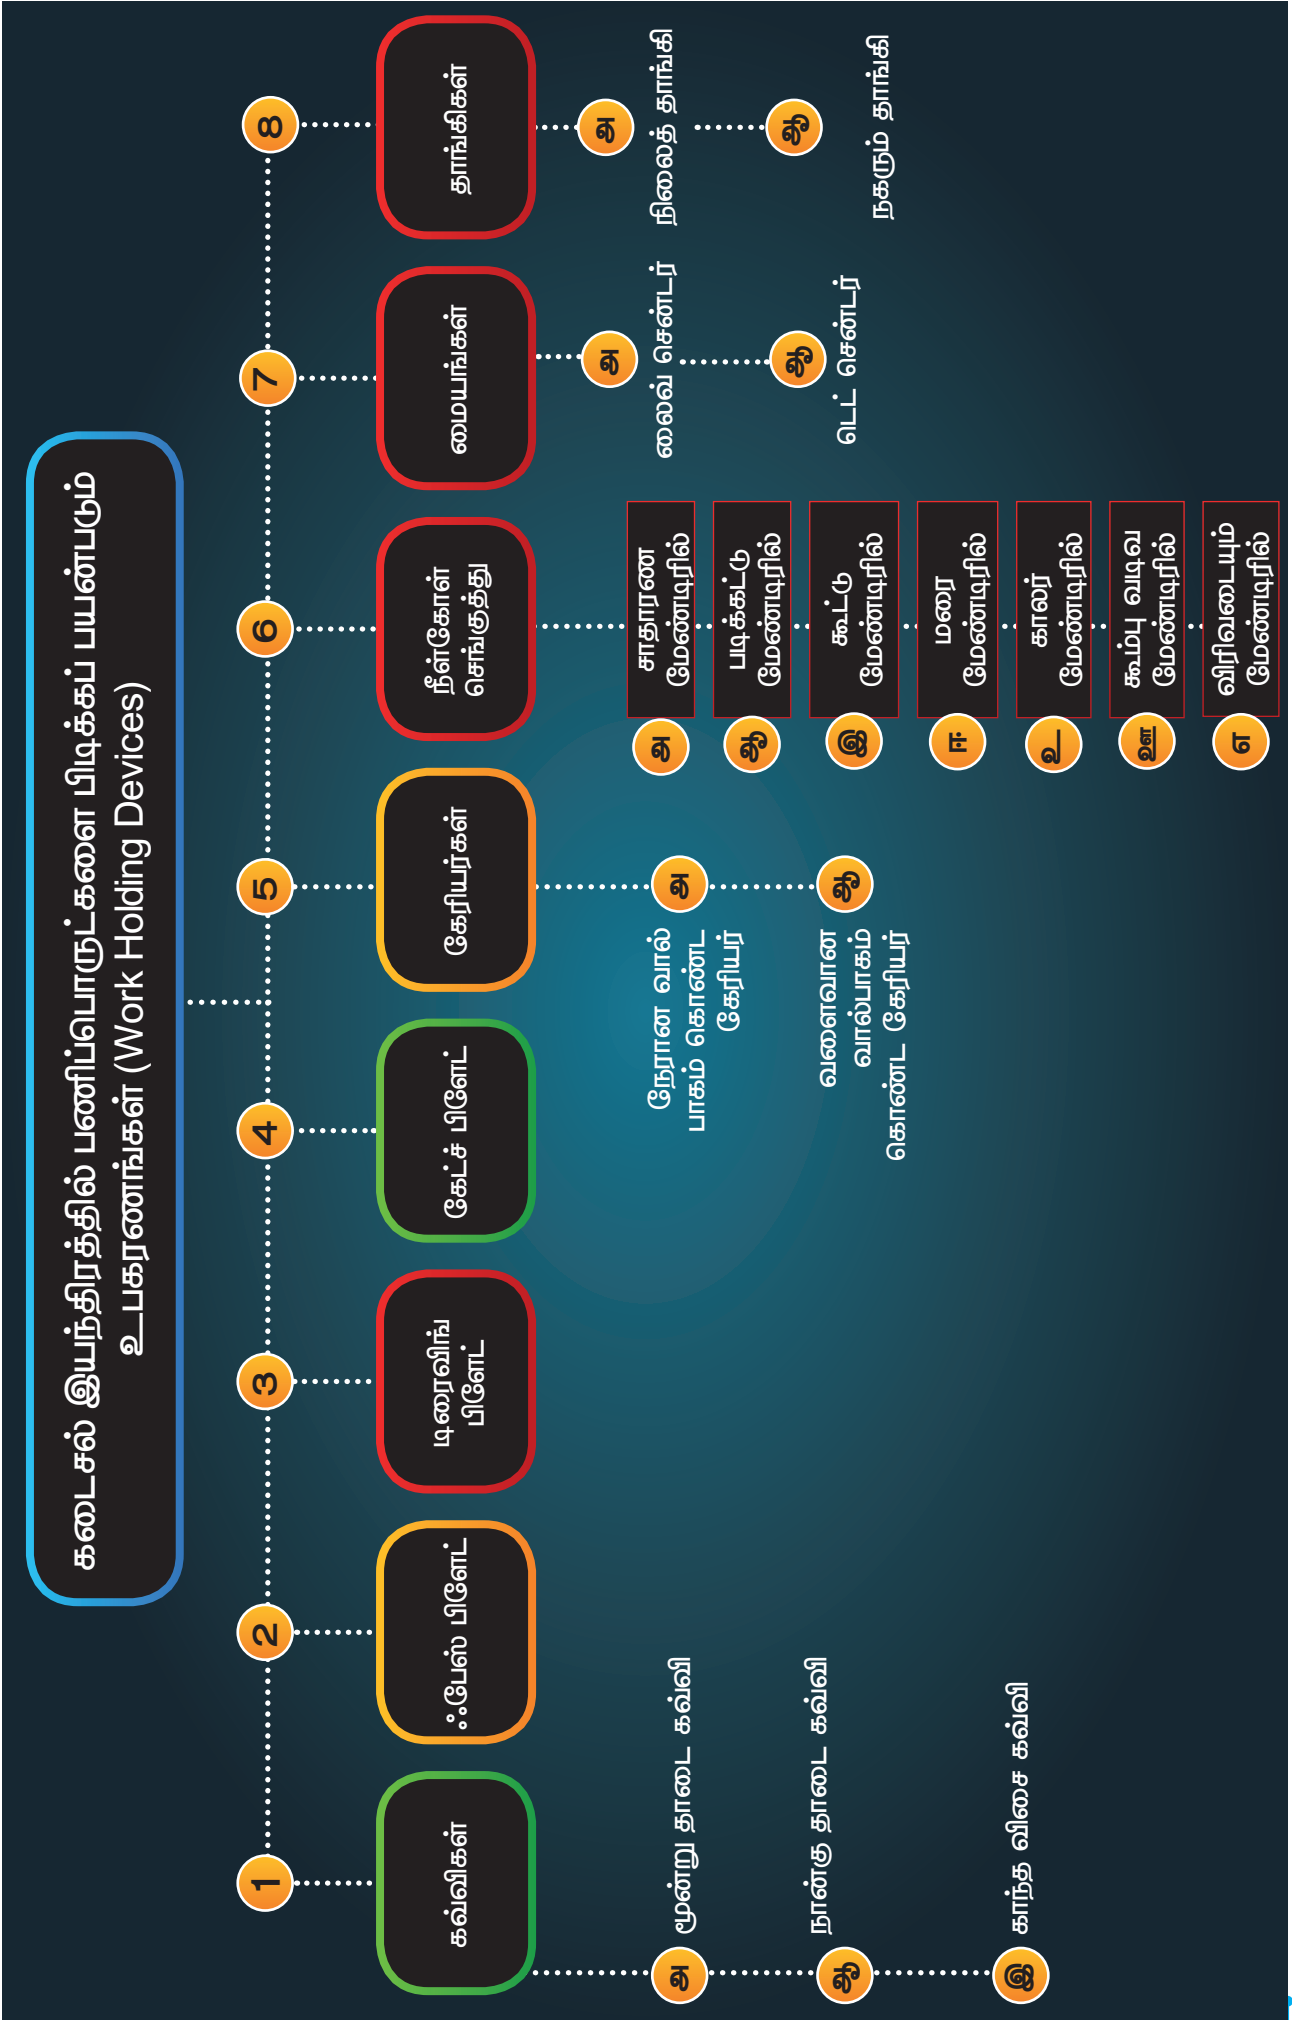 கடைசல் இயந்திரத்தில் பணிப்பொருட்களை பிடிக்கப் பயன்படும்
உபகரணங்கள் (Work Holding Devices)
1
கவ்விகள்
அ
மூன்று தாடை கவ்வி
ஆ
நான்கு தாடை கவ்வி
இ
காந்த விசை கவ்வி
2
ஃபேஸ் பிளேட்
3
டிரைவிங்
பிளேட்
4
கேட்ச் பிளேட்
5
கேரியர்கள்
அ
நேரான வால்
பாகம் கொண்ட
கேரியர்
ஆ
வளைவான
வால்பாகம்
கொண்ட கேரியர்
6
நீள்கோள்
செங்குத்து
அ
சாதாரண
மேண்டிரில்
ஆ
படிக்கட்டு
மேண்டிரில்
இ
கூட்டு
மேண்டிரில்
ஈ
மரை
மேண்டிரில்
உ
காலர்
மேண்டிரில்
ஊ
கூம்பு வடிவ
மேண்டிரில்
எ
விரிவடையும்
மேண்டிரில்
7
மையங்கள்
அ
லைவ் சென்டர்
ஆ
டெட் சென்டர்
8
தாங்கிகள்
அ
நிலைத் தாங்கி
ஆ
நகரும் தாங்கி